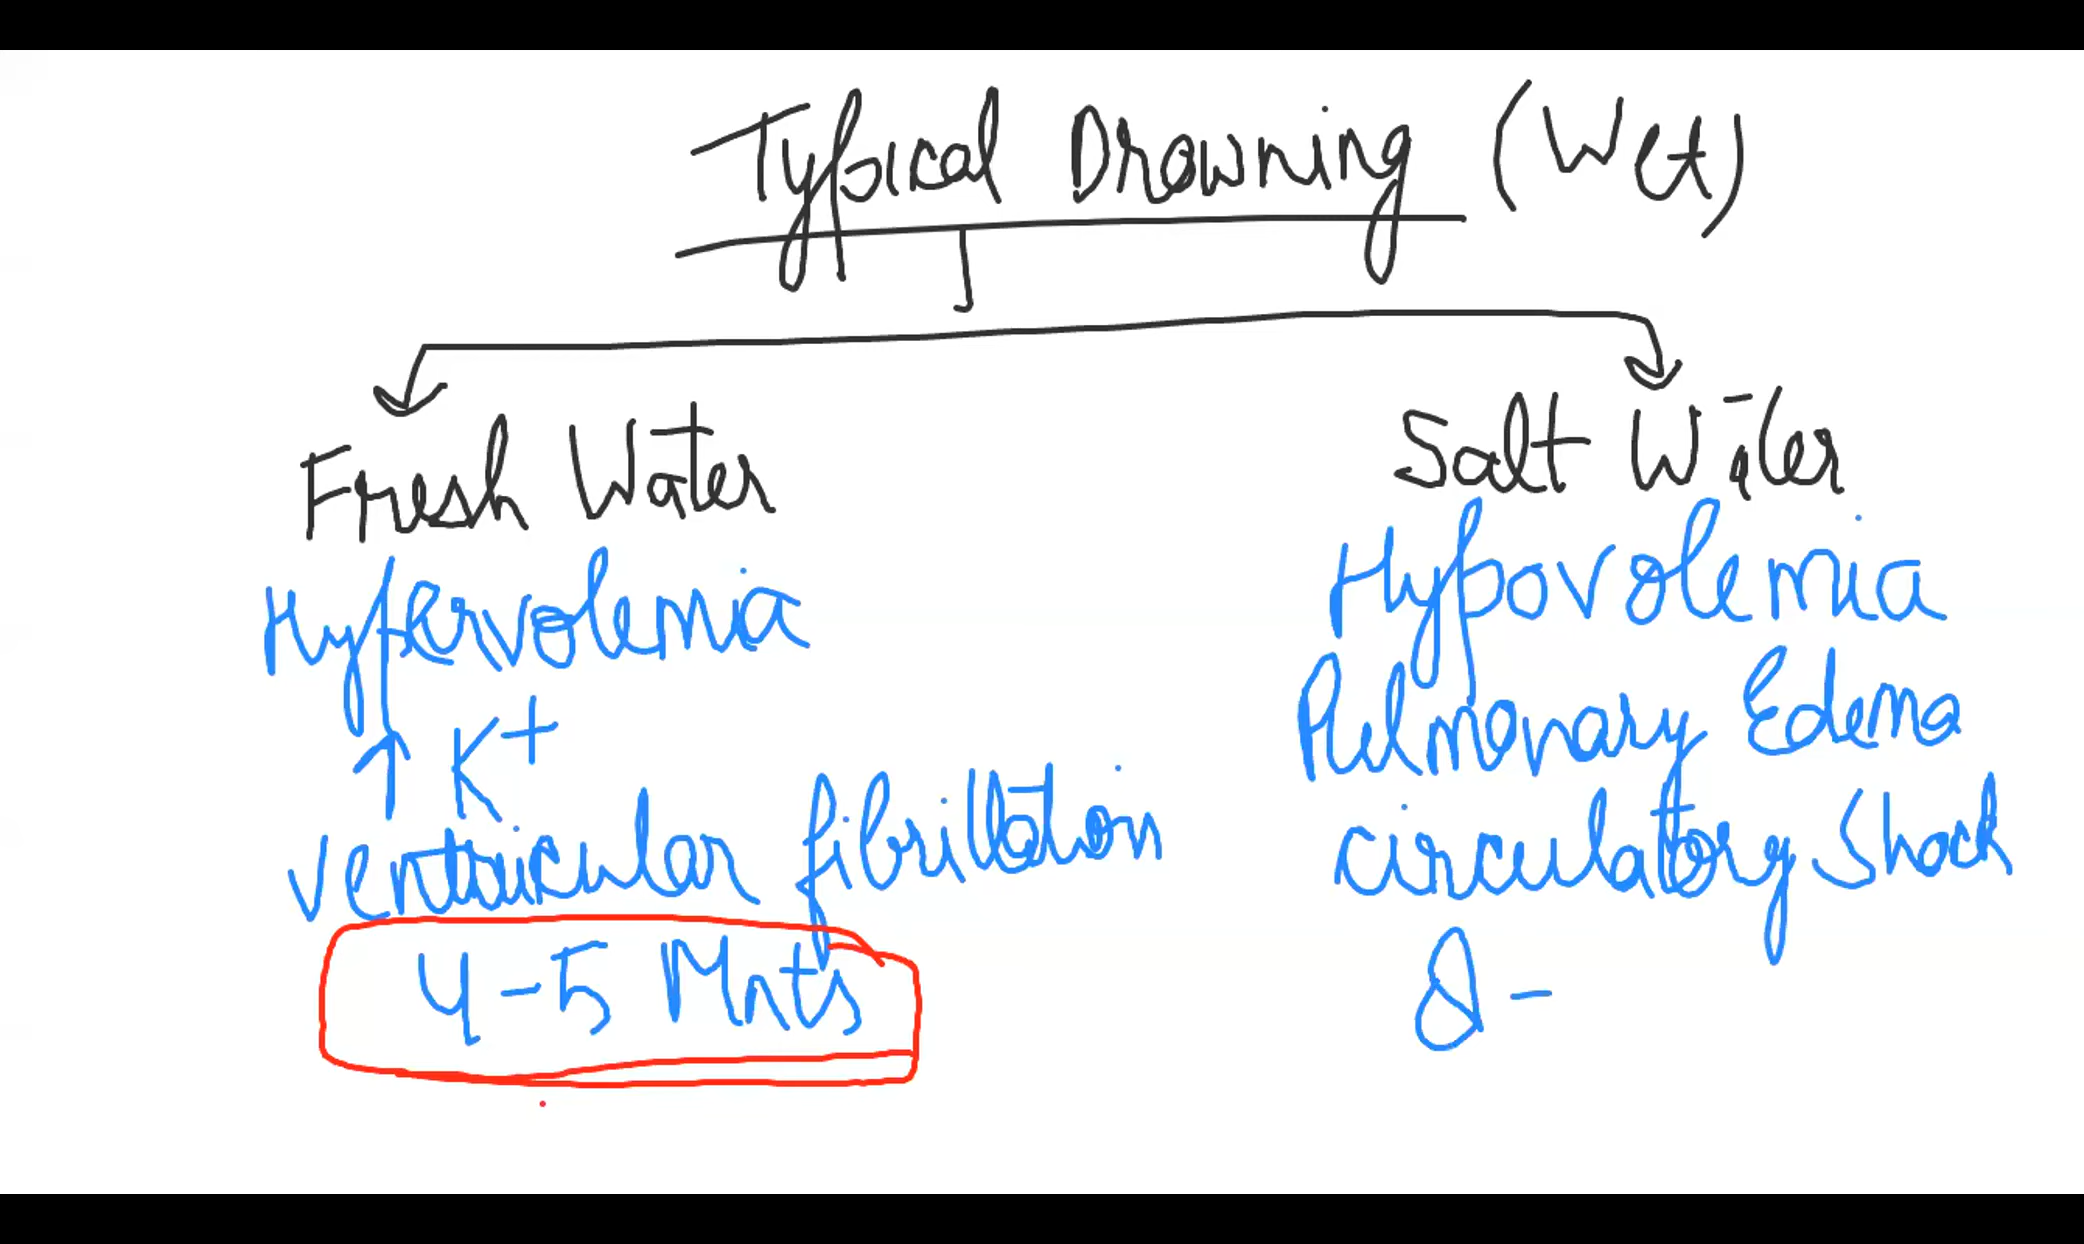 Typical Drowning (Wet)
Fresh Water
Hypervolemia
↑ K+
ventricular fibrillation
4-5 Mnts
Salt Water
Hypovolemia
Pulmonary Edema
circulatory Shock
8-